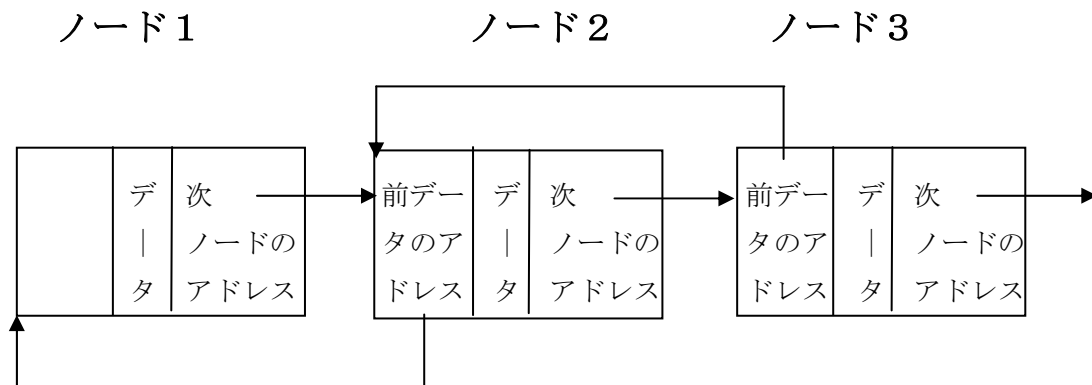 ノード１
ノード２
ノード３
データ
次
ノードの
アドレス
前デー
タのア
ドレス
データ
次
ノードの
アドレス
前デー
タのア
ドレス
データ
次
ノードの
アドレス